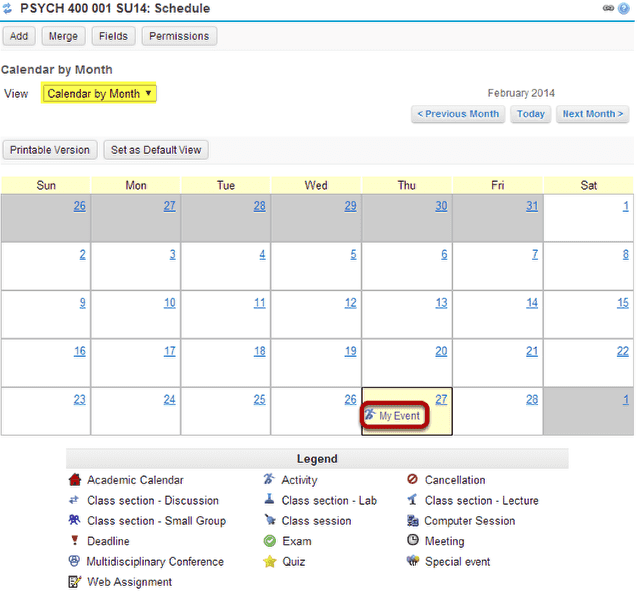 PSYCH 400 001 SU14: Schedule
Add Merge Fields Permissions
Calendar by Month
View Calendar by Month
February 2014
< Previous Month Today Next Month >
Printable Version Set as Default View
Sun Mon Tue Wed Thu Fri Sat
26 27 28 29 30 31 1
2 3 4 5 6 7 8
9 10 11 12 13 14 15
16 17 18 19 20 21 22
23 24 25 26 27 28 1
My Event
Legend
Academic Calendar Activity Cancellation
Class section - Discussion Class section - Lab Class section - Lecture
Class section - Small Group Class session Computer Session
Deadline Exam Meeting
Multidisciplinary Conference Quiz Special event
Web Assignment